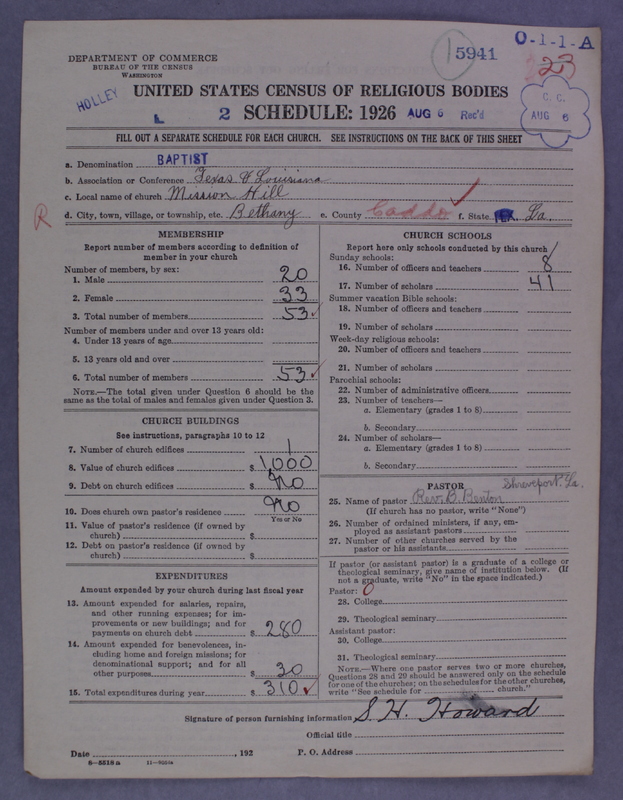 DEPARTMENT OF COMMERCE
BUREAU OF THE CENSUS
WASHINGTON
5941
O-1-1-A
23
HOLLEY
UNITED STATES CENSUS OF RELIGIOUS BODIES
L 2 SCHEDULE: 1926 AUG 6 Rec'd
C. C.
AUG 6
FILL OUT A SEPARATE SCHEDULE FOR EACH CHURCH. SEE INSTRUCTIONS ON THE BACK OF THIS SHEET
a. Denomination BAPTIST
b. Association or Conference Texas & Louisiana
c. Local name of church Mission Hill
R d. City, town, village, or township, etc. Bethany e. County Caddo f. State La.
MEMBERSHIP
Report number of members according to definition of
member in your church
Number of members, by sex:
1. Male 20
2. Female 33
3. Total number of members 53
Number of members under and over 13 years old:
4. Under 13 years of age
5. 13 years old and over
6. Total number of members 53
NOTE.—The total given under Question 6 should be the
same as the total of males and females given under Question 3.
CHURCH BUILDINGS
See instructions, paragraphs 10 to 12
7. Number of church edifices 1
8. Value of church edifices $ 1,000
9. Debt on church edifices $ no
10. Does church own pastor's residence no
Yes or No
11. Value of pastor's residence (if owned by
church) $
12. Debt on pastor's residence (if owned by
church) $
EXPENDITURES
Amount expended by your church during last fiscal year
13. Amount expended for salaries, repairs,
and other running expenses; for im-
provements or new buildings; and for
payments on church debt $ 280
14. Amount expended for benevolences, in-
cluding home and foreign missions; for
denominational support; and for all
other purposes $ 30
15. Total expenditures during year $ 310
CHURCH SCHOOLS
Report here only schools conducted by this church
Sunday schools:
16. Number of officers and teachers 8
17. Number of scholars 41
Summer vacation Bible schools:
18. Number of officers and teachers
19. Number of scholars
Week-day religious schools:
20. Number of officers and teachers
21. Number of scholars
Parochial schools:
22. Number of administrative officers
23. Number of teachers—
a. Elementary (grades 1 to 8)
b. Secondary
24. Number of scholars—
a. Elementary (grades 1 to 8)
b. Secondary
PASTOR Shreveport, La.
25. Name of pastor Rev. B. Benton
(If church has no pastor, write "None")
26. Number of ordained ministers, if any, em-
ployed as assistant pastors
27. Number of other churches served by the
pastor or his assistants
If pastor (or assistant pastor) is a graduate of a college or
theological seminary, give name of institution below. (If
not a graduate, write "No" in the space indicated.)
Pastor: 0
28. College
29. Theological seminary
Assistant pastor:
30. College
31. Theological seminary
NOTE.—Where one pastor serves two or more churches,
Questions 28 and 29 should be answered only on the schedule
for one of the churches; on the schedules for the other churches,
write "See schedule for church."
Signature of person furnishing information S. H. Howard
Official title
Date , 192 P. O. Address
8—5518a